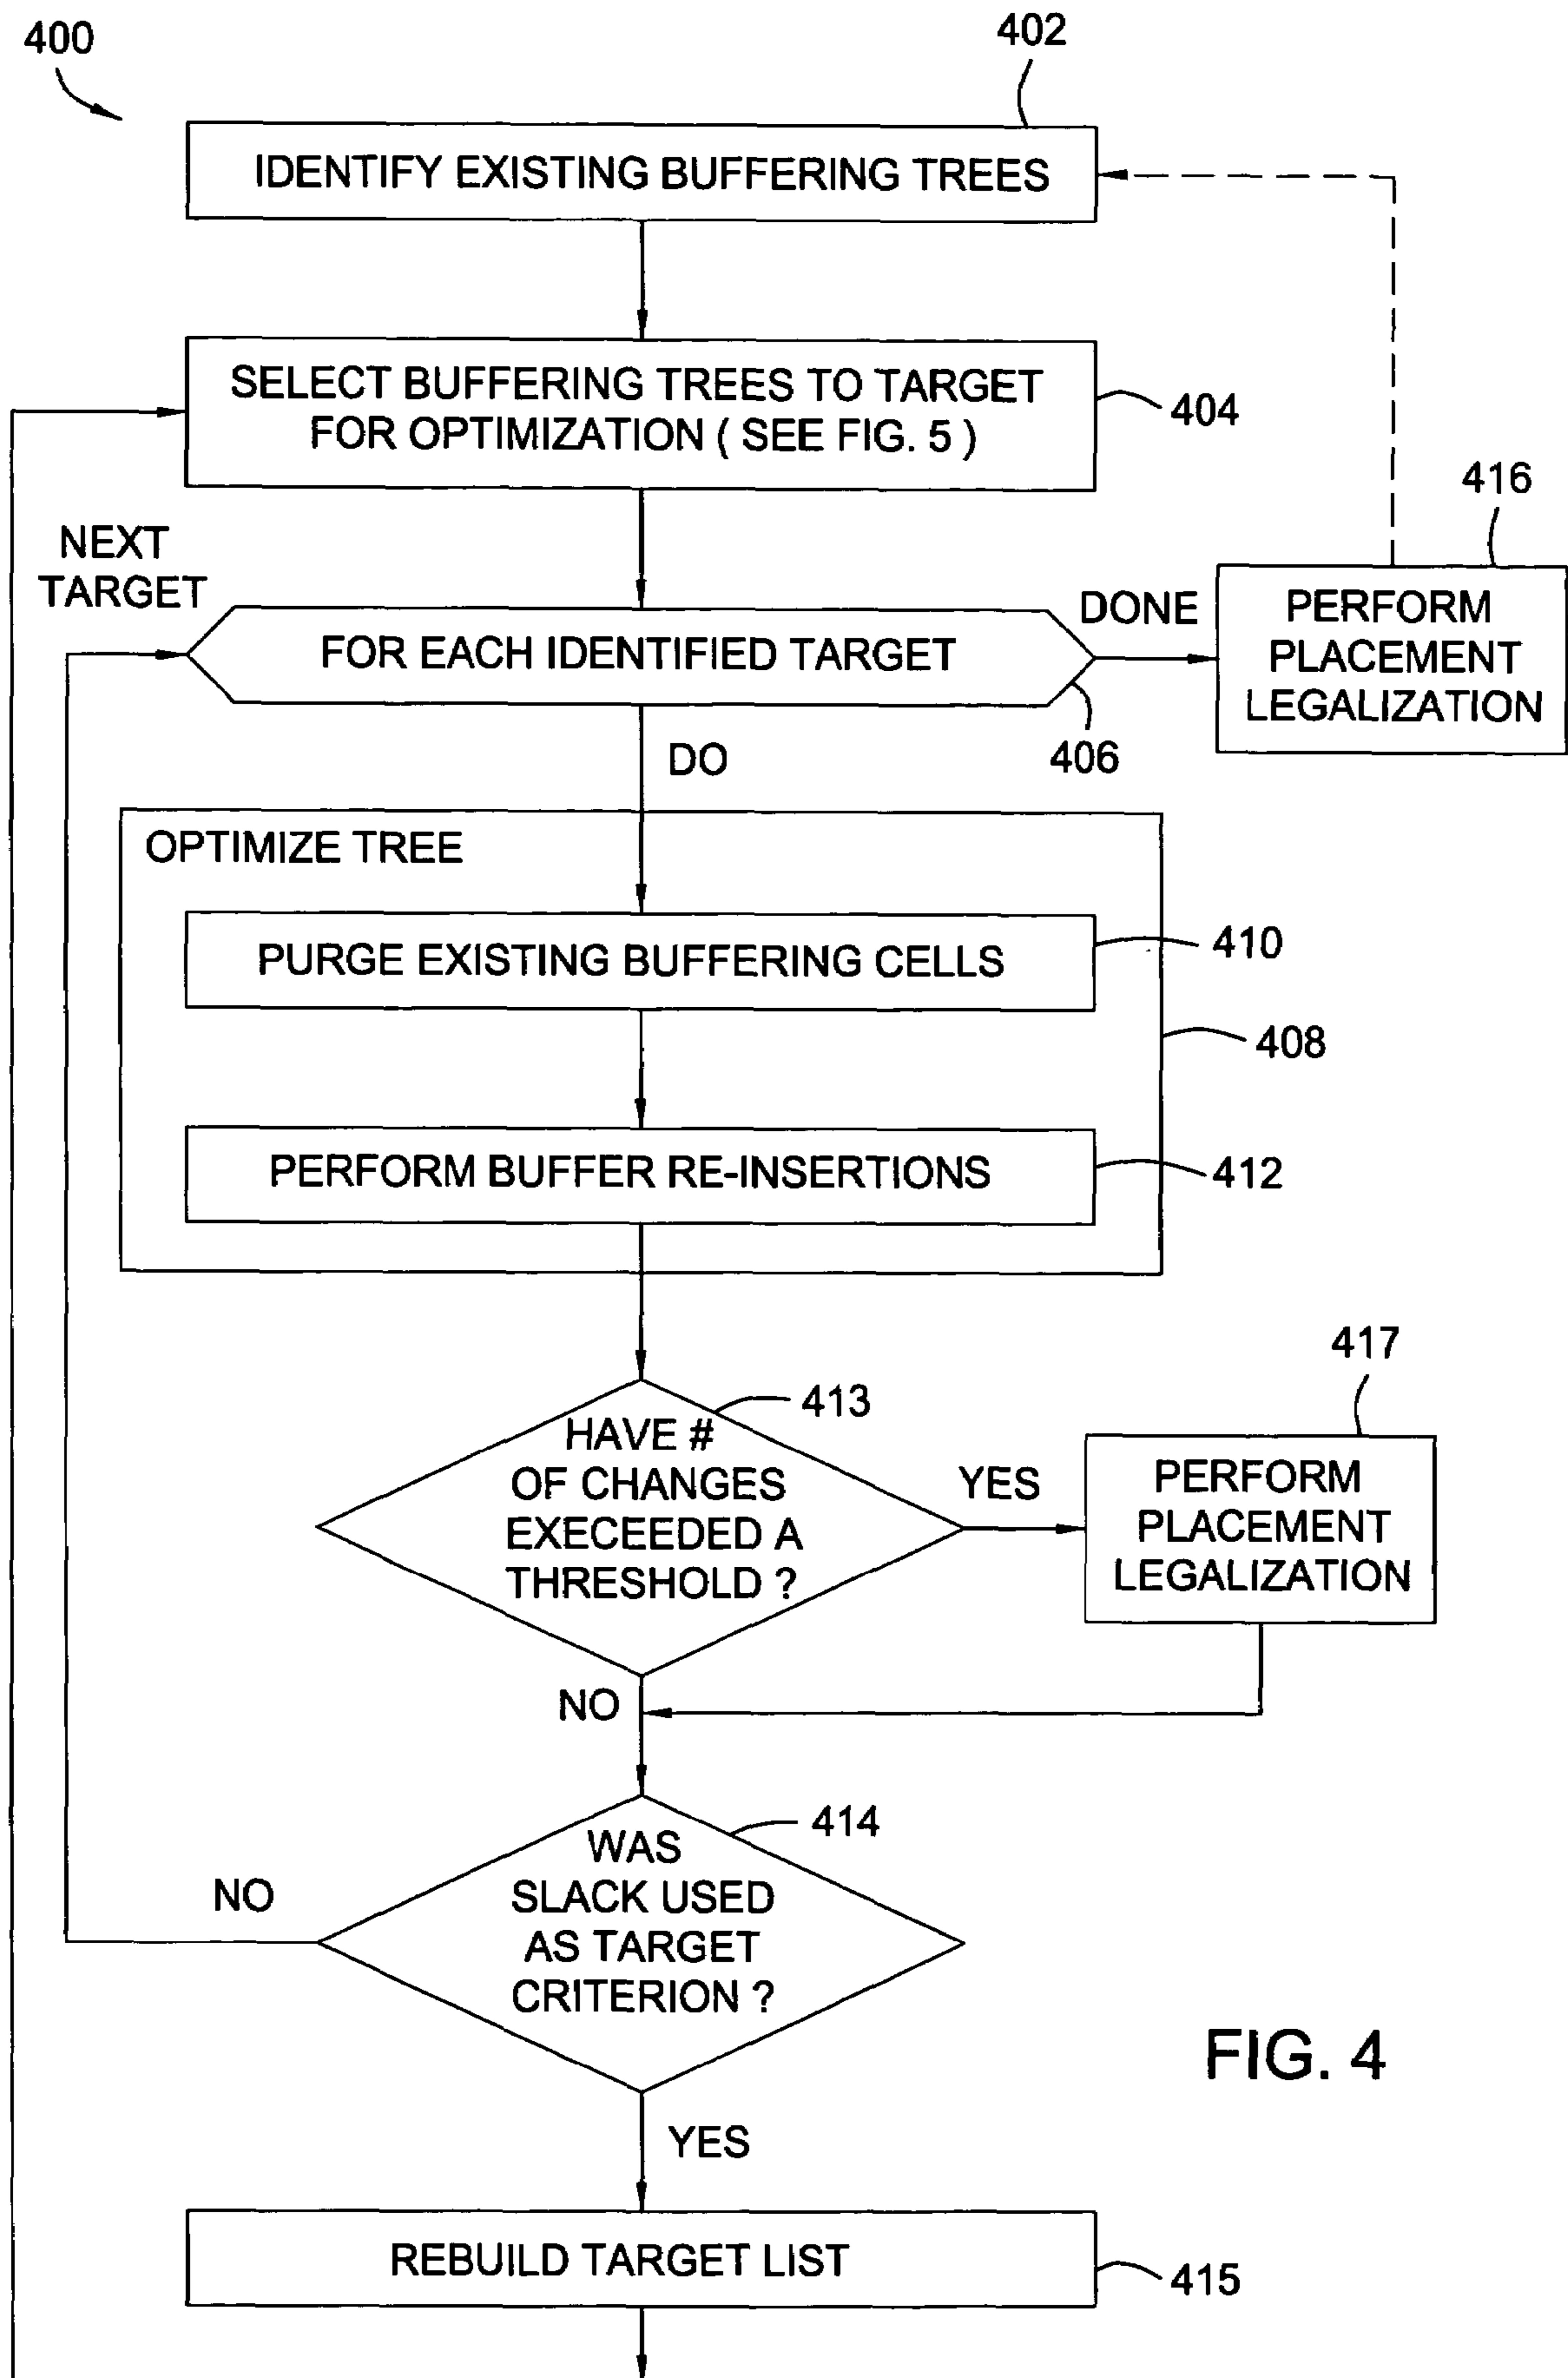 400
402
IDENTIFY EXISTING BUFFERING TREES
SELECT BUFFERING TREES TO TARGET
FOR OPTIMIZATION ( SEE FIG. 5 )
404
416
NEXT
TARGET
FOR EACH IDENTIFIED TARGET
DONE
PERFORM
PLACEMENT
LEGALIZATION
406
DO
OPTIMIZE TREE
PURGE EXISTING BUFFERING CELLS
410
408
PERFORM BUFFER RE-INSERTIONS
412
413
417
HAVE #
OF CHANGES
EXECEEDED A
THRESHOLD ?
YES
PERFORM
PLACEMENT
LEGALIZATION
NO
414
WAS
SLACK USED
AS TARGET
CRITERION ?
NO
FIG. 4
YES
REBUILD TARGET LIST
415